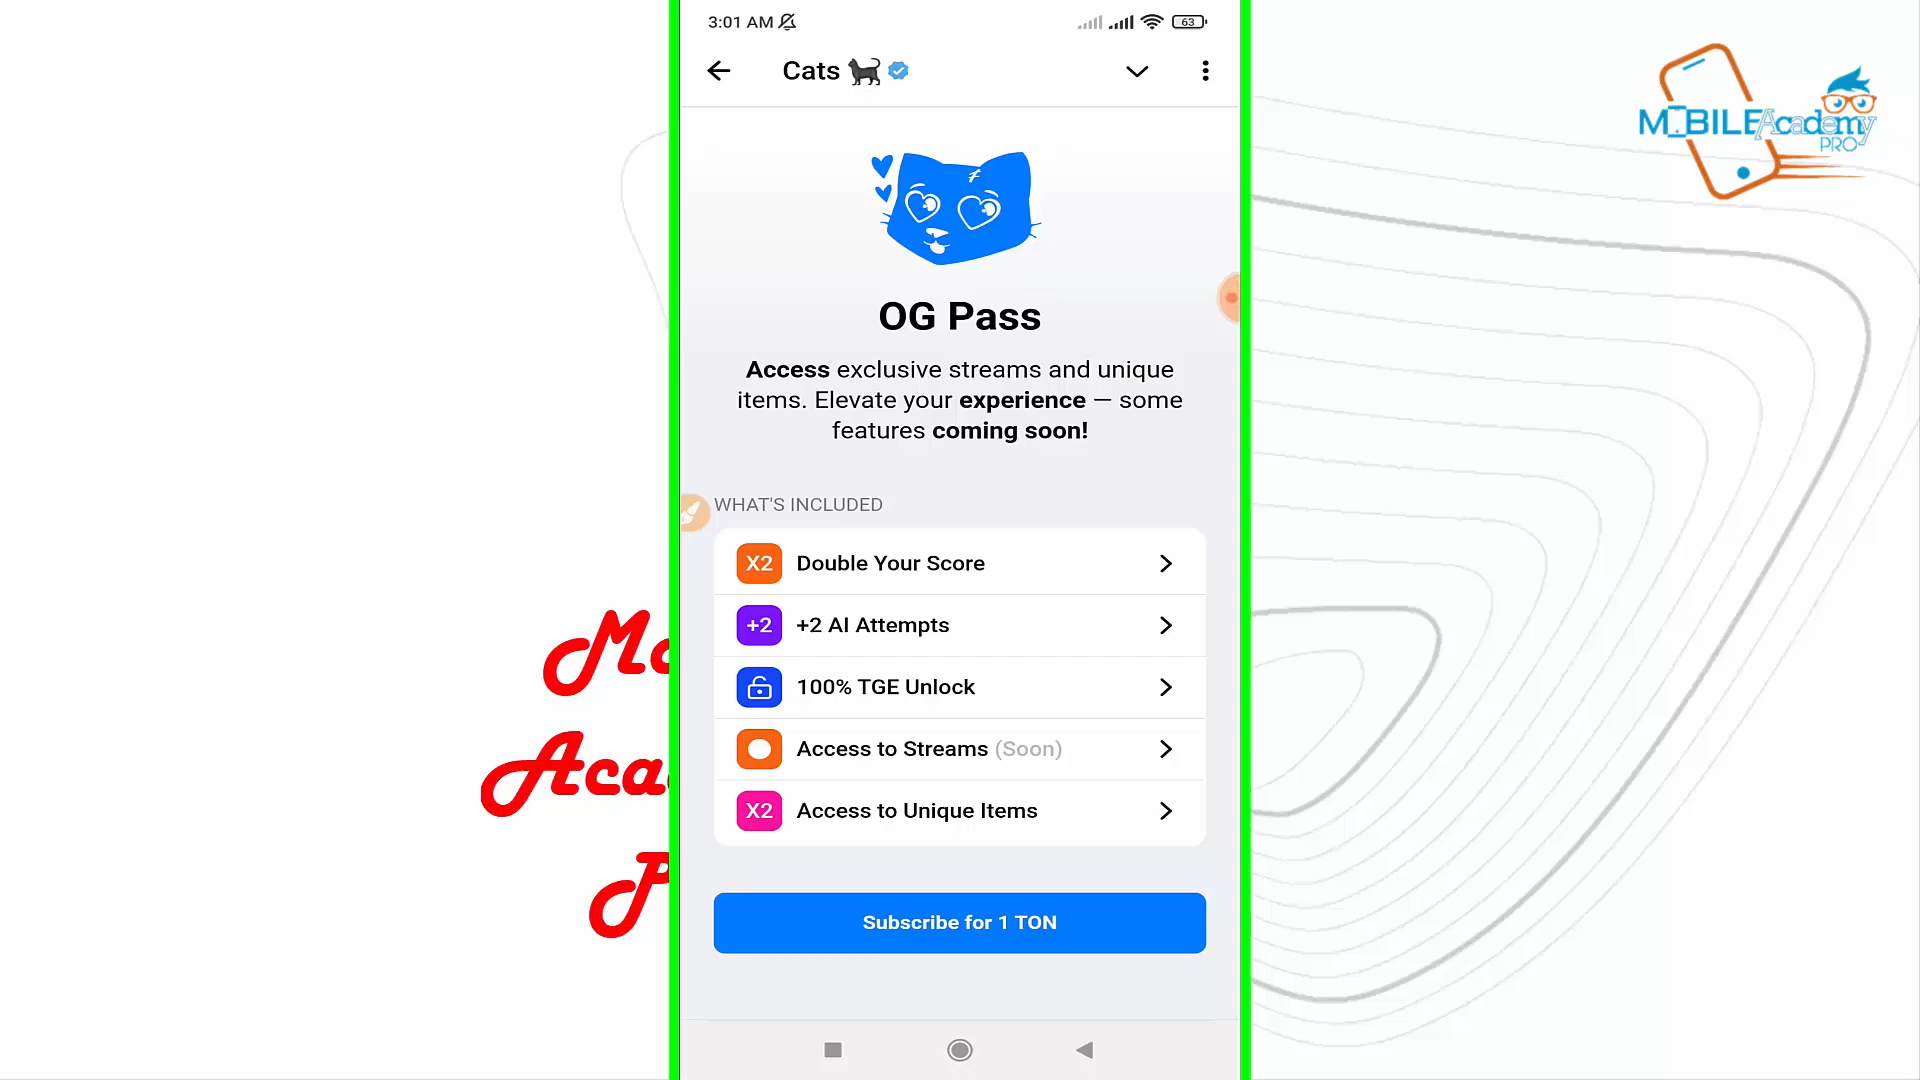 3:01 AM
63
Cats
MOBILE Academy
PRO
OG Pass
Access exclusive streams and unique
items. Elevate your experience — some
features coming soon!
WHAT'S INCLUDED
X2 Double Your Score
+2 +2 AI Attempts
100% TGE Unlock
Access to Streams (Soon)
X2 Access to Unique Items
Subscribe for 1 TON